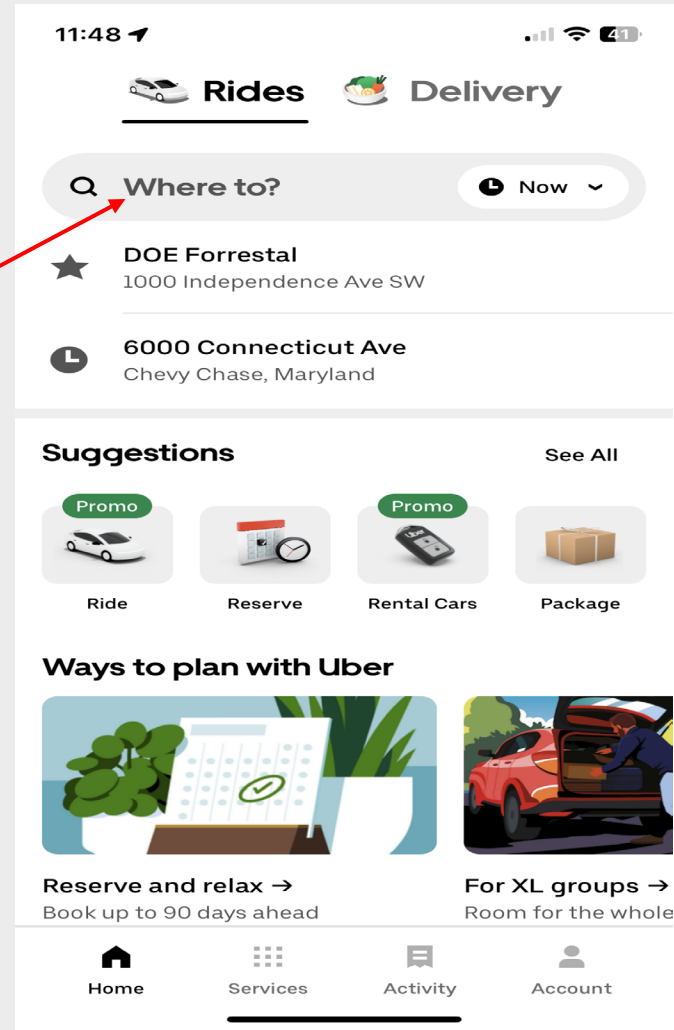 11:48
41
Rides
Delivery
Where to?
Now
DOE Forrestal
1000 Independence Ave SW
6000 Connecticut Ave
Chevy Chase, Maryland
Suggestions
See All
Promo
Promo
Uber
Ride
Reserve
Rental Cars
Package
Ways to plan with Uber
Reserve and relax →
For XL groups →
Book up to 90 days ahead
Room for the whole
Home
Services
Activity
Account